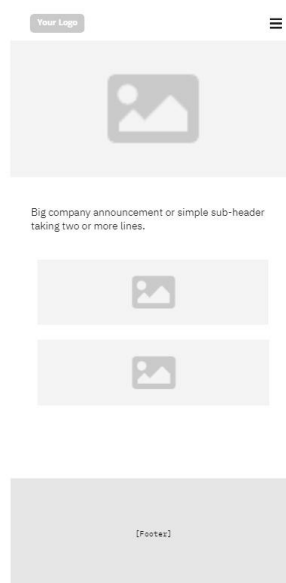 Your Logo
Big company announcement or simple sub-header
taking two or more lines.
[Footer]